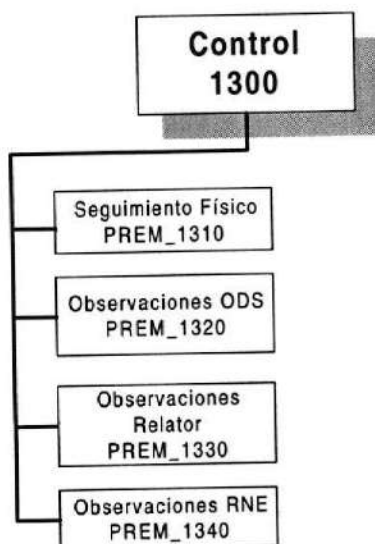 Control
1300
Seguimiento Físico
PREM_1310
Observaciones ODS
PREM_1320
Observaciones
Relator
PREM_1330
Observaciones RNE
PREM_1340